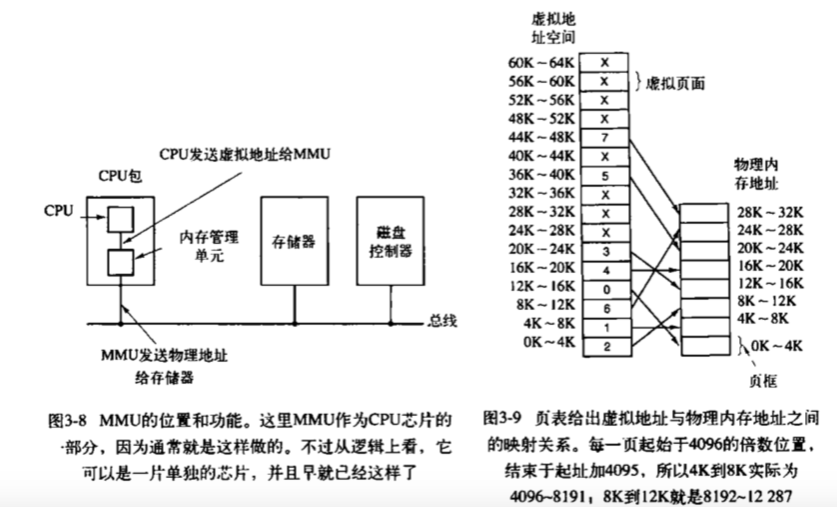 CPU发送虚拟地址给MMU
CPU包
CPU
内存管理
单元
存储器
磁盘
控制器
总线
MMU发送物理地址
给存储器
图3-8 MMU的位置和功能。这里MMU作为CPU芯片的
·部分，因为通常就是这样做的。不过从逻辑上看，它
可以是一片单独的芯片，并且早就已经这样了
虚拟地
址空间
60K～64K X
56K～60K X
虚拟页面
52K～56K X
48K～52K X
44K～48K 7
40K～44K X
36K～40K 5
32K～36K X
28K～32K X
24K～28K X
20K～24K 3
16K～20K 4
12K～16K 0
8K～12K 6
4K～8K 1
0K～4K 2
物理内
存地址
28K～32K
24K～28K
20K～24K
16K～20K
12K～16K
8K～12K
4K～8K
0K～4K
页框
图3-9 页表给出虚拟地址与物理内存地址之间
的映射关系。每一页起始于4096的倍数位置，
结束于起址加4095，所以4K到8K实际为
4096~8191；8K到12K就是8192~12 287